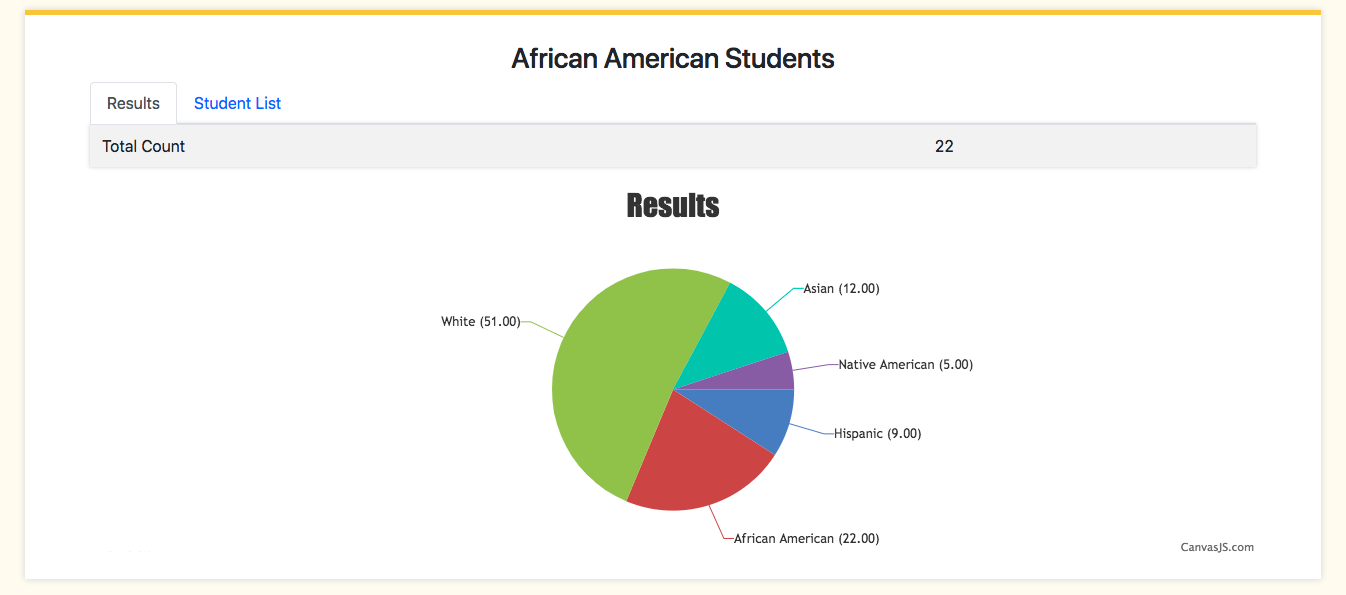 African American Students
Results
Student List
Total Count 22
Results
Asian (12.00)
White (51.00)
Native American (5.00)
Hispanic (9.00)
African American (22.00)
CanvasJS.com